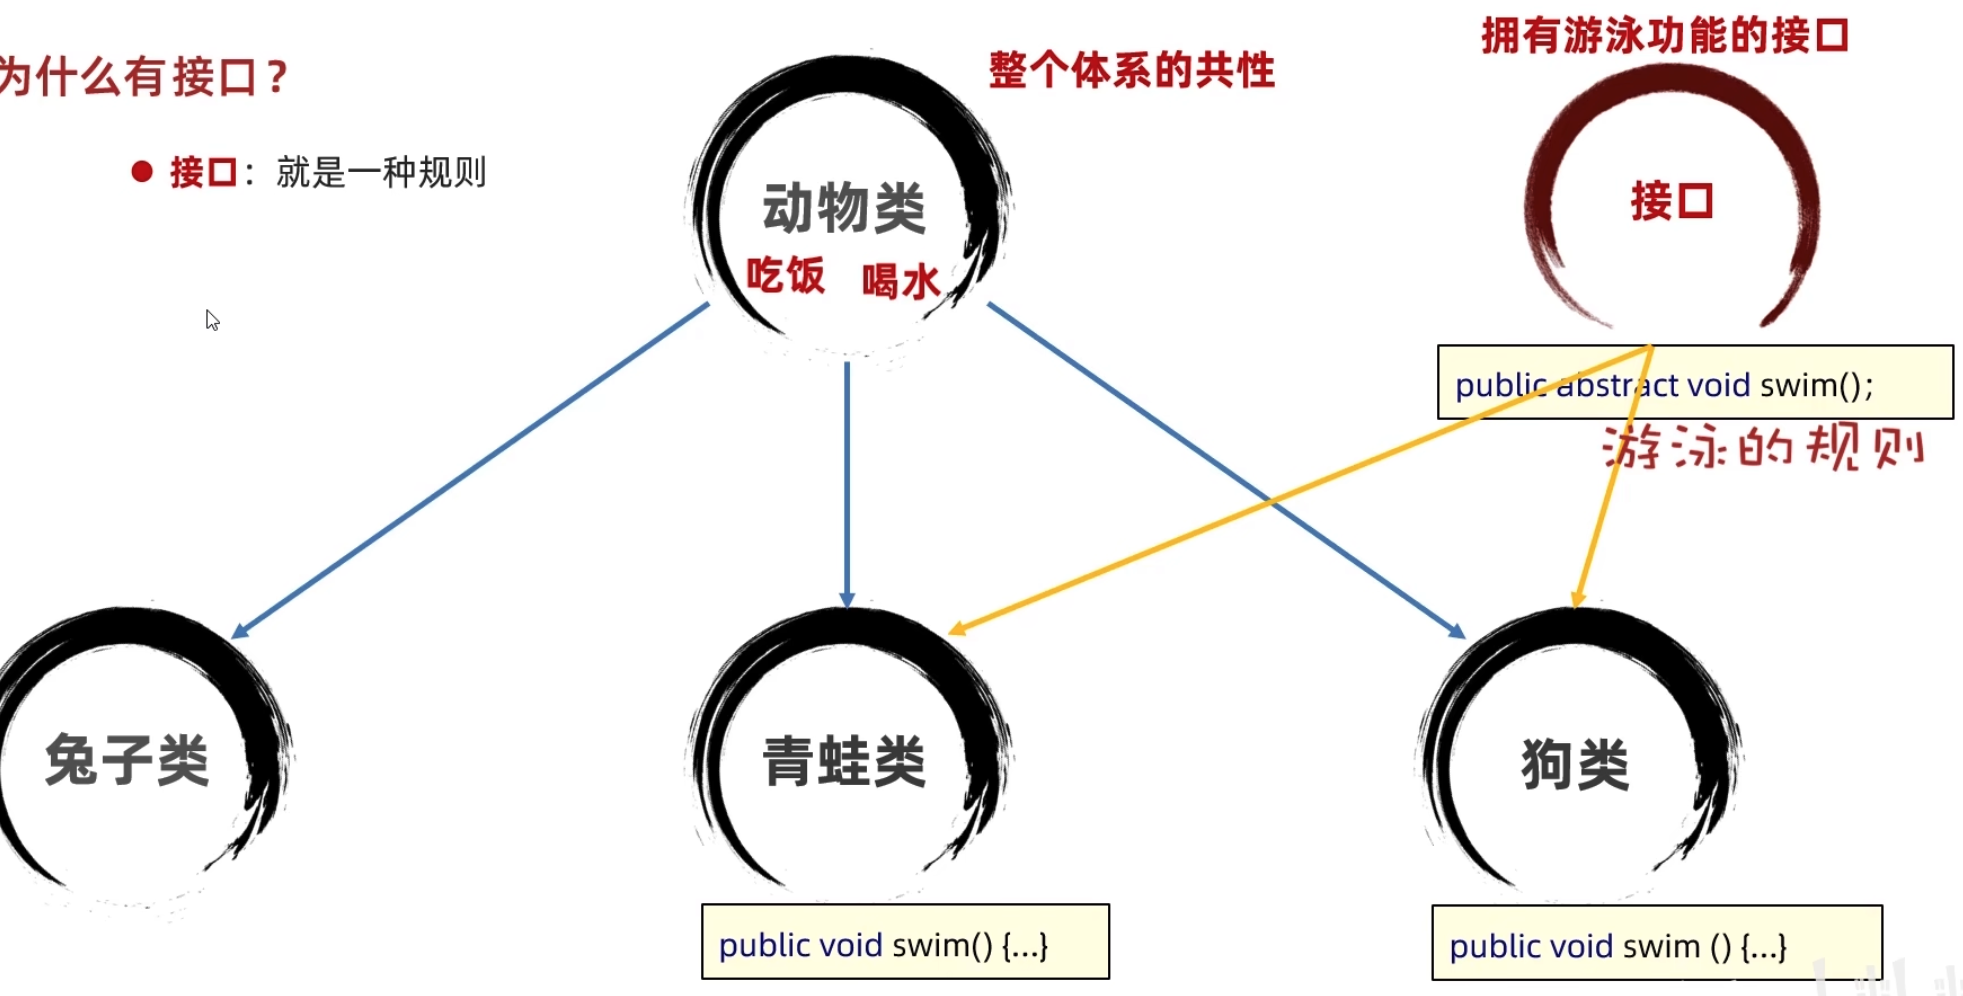 为什么有接口？
接口：就是一种规则
整个体系的共性
拥有游泳功能的接口
动物类
吃饭 喝水
接口
public abstract void swim();
游泳的规则
兔子类
青蛙类
狗类
public void swim() {...}
public void swim () {...}